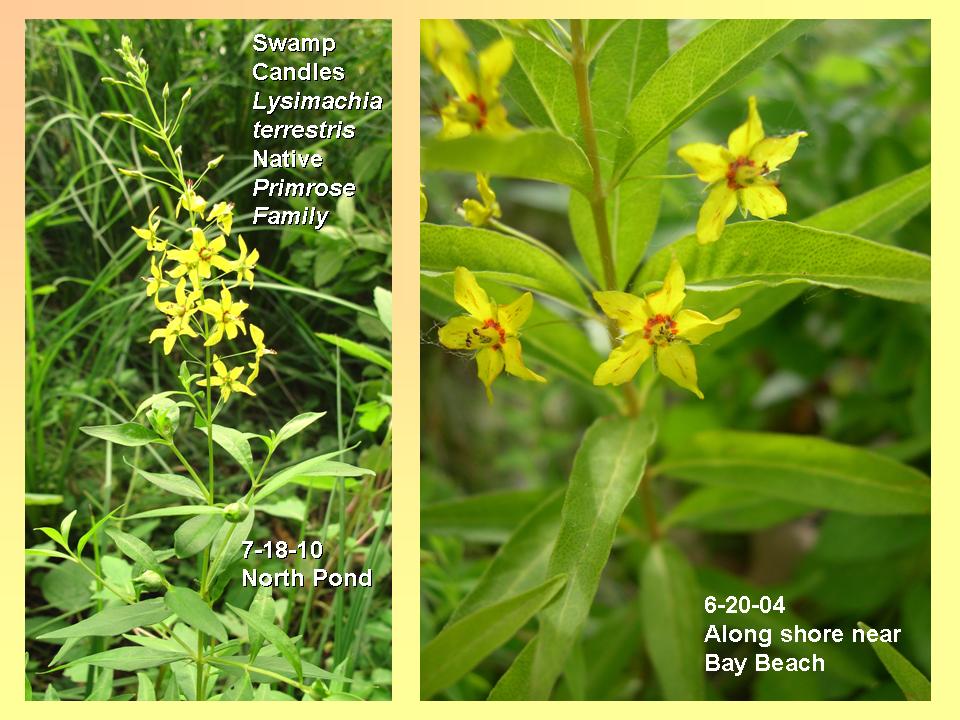 Swamp
Candles
Lysimachia
terrestris
Native
Primrose
Family
7-18-10
North Pond
6-20-04
Along shore near
Bay Beach